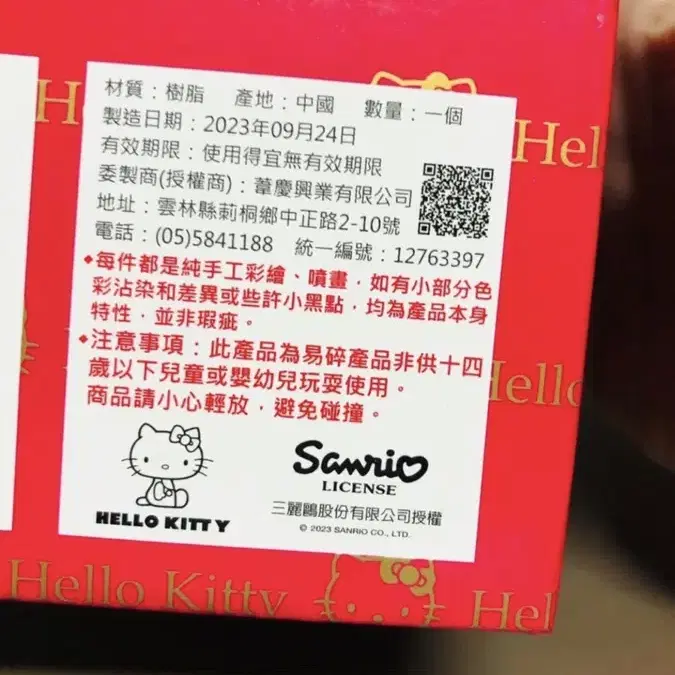 材質：樹脂 產地：中國 數量：一個
製造日期：2023年09月24日
有效期限：使用得宜無有效期限
委製商(授權商)：葦慶興業有限公司
地址：雲林縣莿桐鄉中正路2-10號
電話：(05)5841188 統一編號：12763397
◆每件都是純手工彩繪、噴畫，如有小部分色
彩沾染和差異或些許小黑點，均為產品本身
特性，並非瑕疵。
◆注意事項：此產品為易碎產品非供十四
歲以下兒童或嬰幼兒玩耍使用。
商品請小心輕放，避免碰撞。
HELLO KITTY
Sanrio
LICENSE
三麗鷗股份有限公司授權
© 2023 SANRIO CO., LTD.
H
Hel
Hello
Hello Kitty
Hel